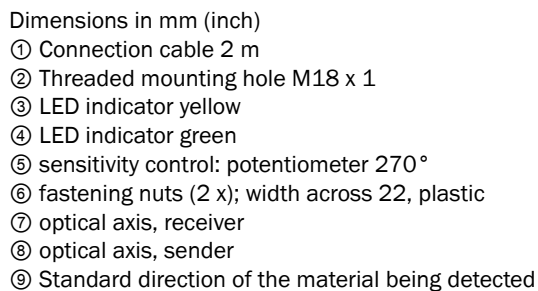 Dimensions in mm (inch)
① Connection cable 2 m
② Threaded mounting hole M18 x 1
③ LED indicator yellow
④ LED indicator green
⑤ sensitivity control: potentiometer 270°
⑥ fastening nuts (2 x); width across 22, plastic
⑦ optical axis, receiver
⑧ optical axis, sender
⑨ Standard direction of the material being detected